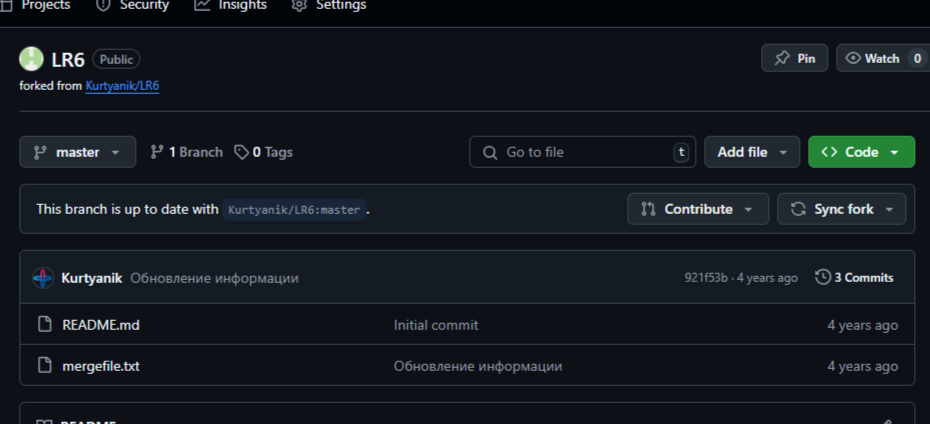 Projects Security Insights Settings
LR6 Public Pin Watch 0
forked from Kurtyanik/LR6
master 1 Branch 0 Tags Go to file t Add file Code
This branch is up to date with Kurtyanik/LR6:master . Contribute Sync fork
Kurtyanik Обновление информации 921f53b · 4 years ago 3 Commits
README.md Initial commit 4 years ago
mergefile.txt Обновление информации 4 years ago
README